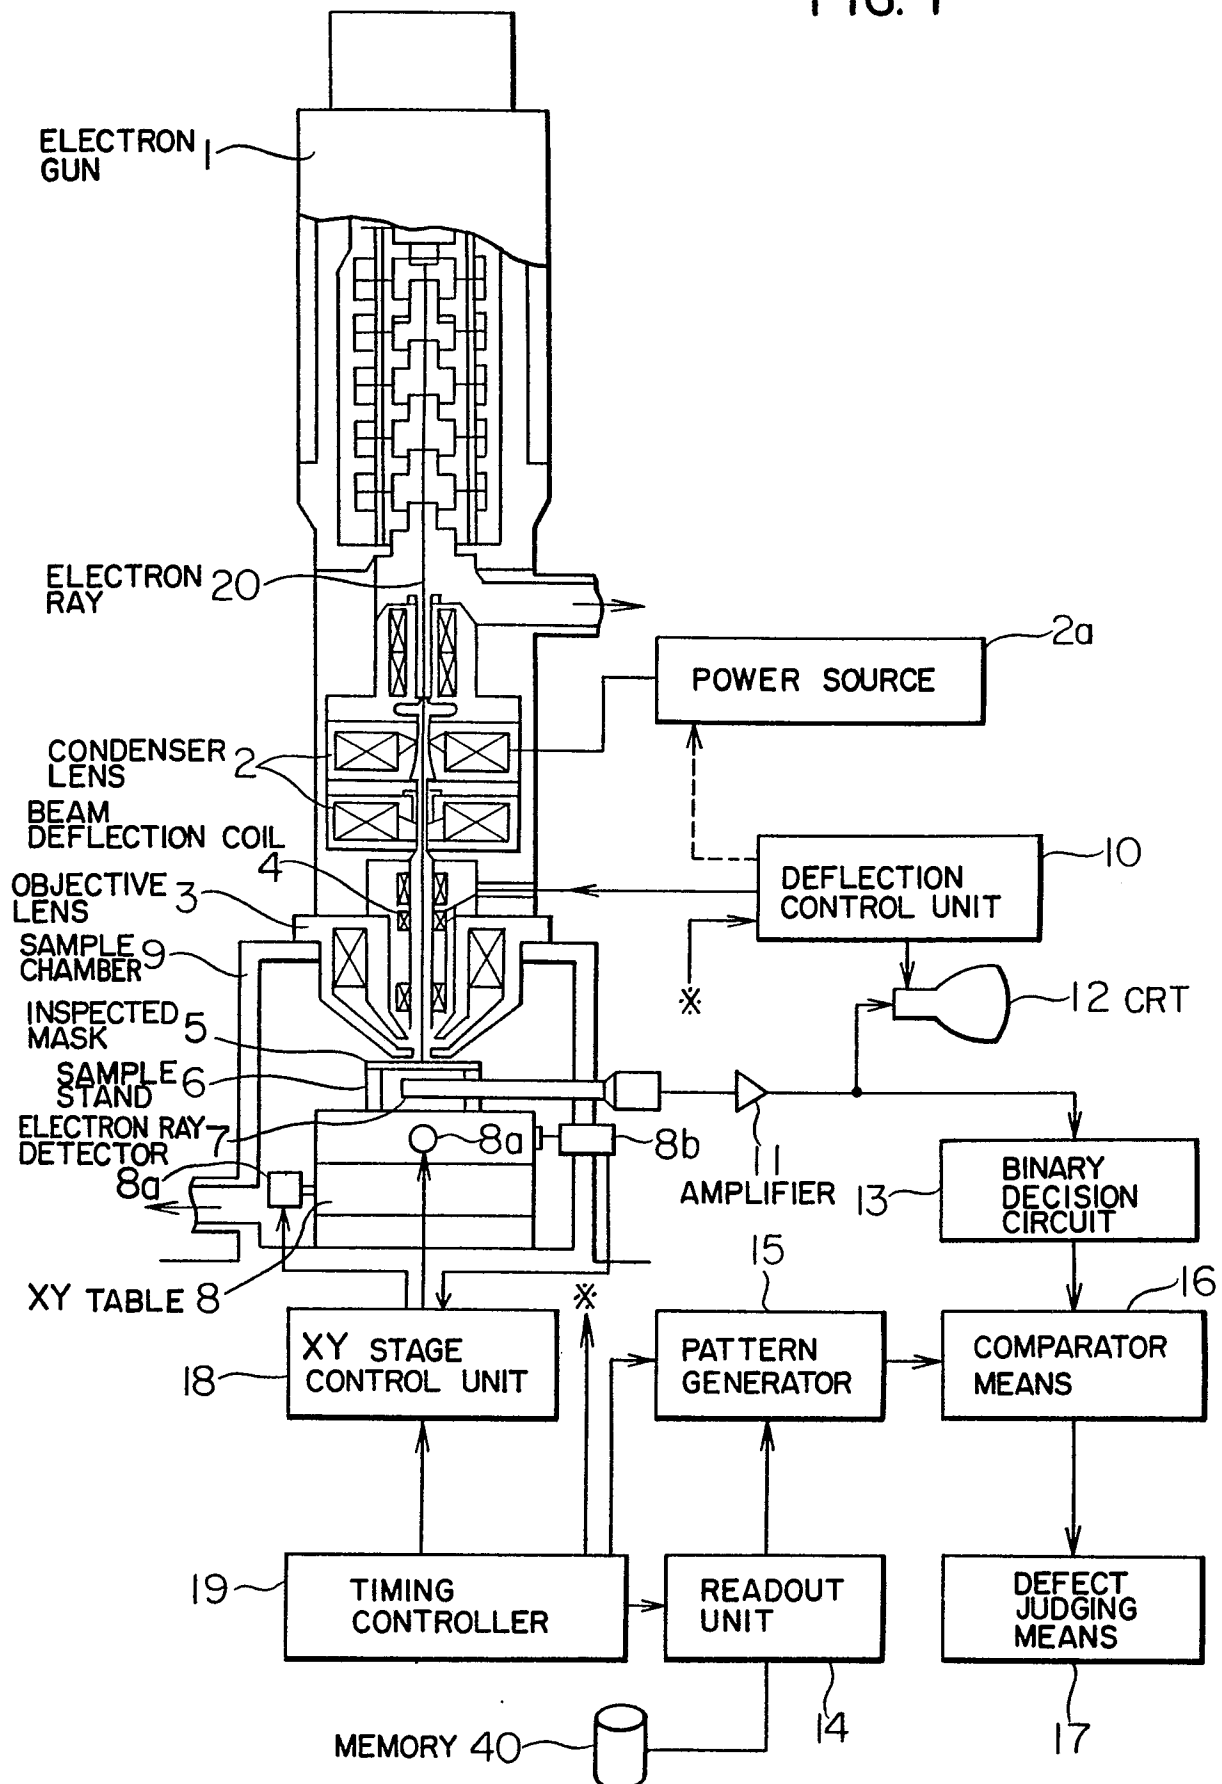 FIG. 1
ELECTRON
GUN
1
ELECTRON
RAY
20
2a
POWER SOURCE
CONDENSER
LENS
2
BEAM
DEFLECTION COIL
4
10
DEFLECTION
CONTROL UNIT
OBJECTIVE
LENS
3
SAMPLE
CHAMBER
9
※
12 CRT
INSPECTED
MASK
5
SAMPLE
STAND
6
ELECTRON RAY
DETECTOR
7
8a
8b
11
AMPLIFIER
8a
13
BINARY
DECISION
CIRCUIT
XY TABLE 8
※
15
16
18
XY STAGE
CONTROL UNIT
PATTERN
GENERATOR
COMPARATOR
MEANS
19
TIMING
CONTROLLER
READOUT
UNIT
DEFECT
JUDGING
MEANS
14
17
MEMORY 40